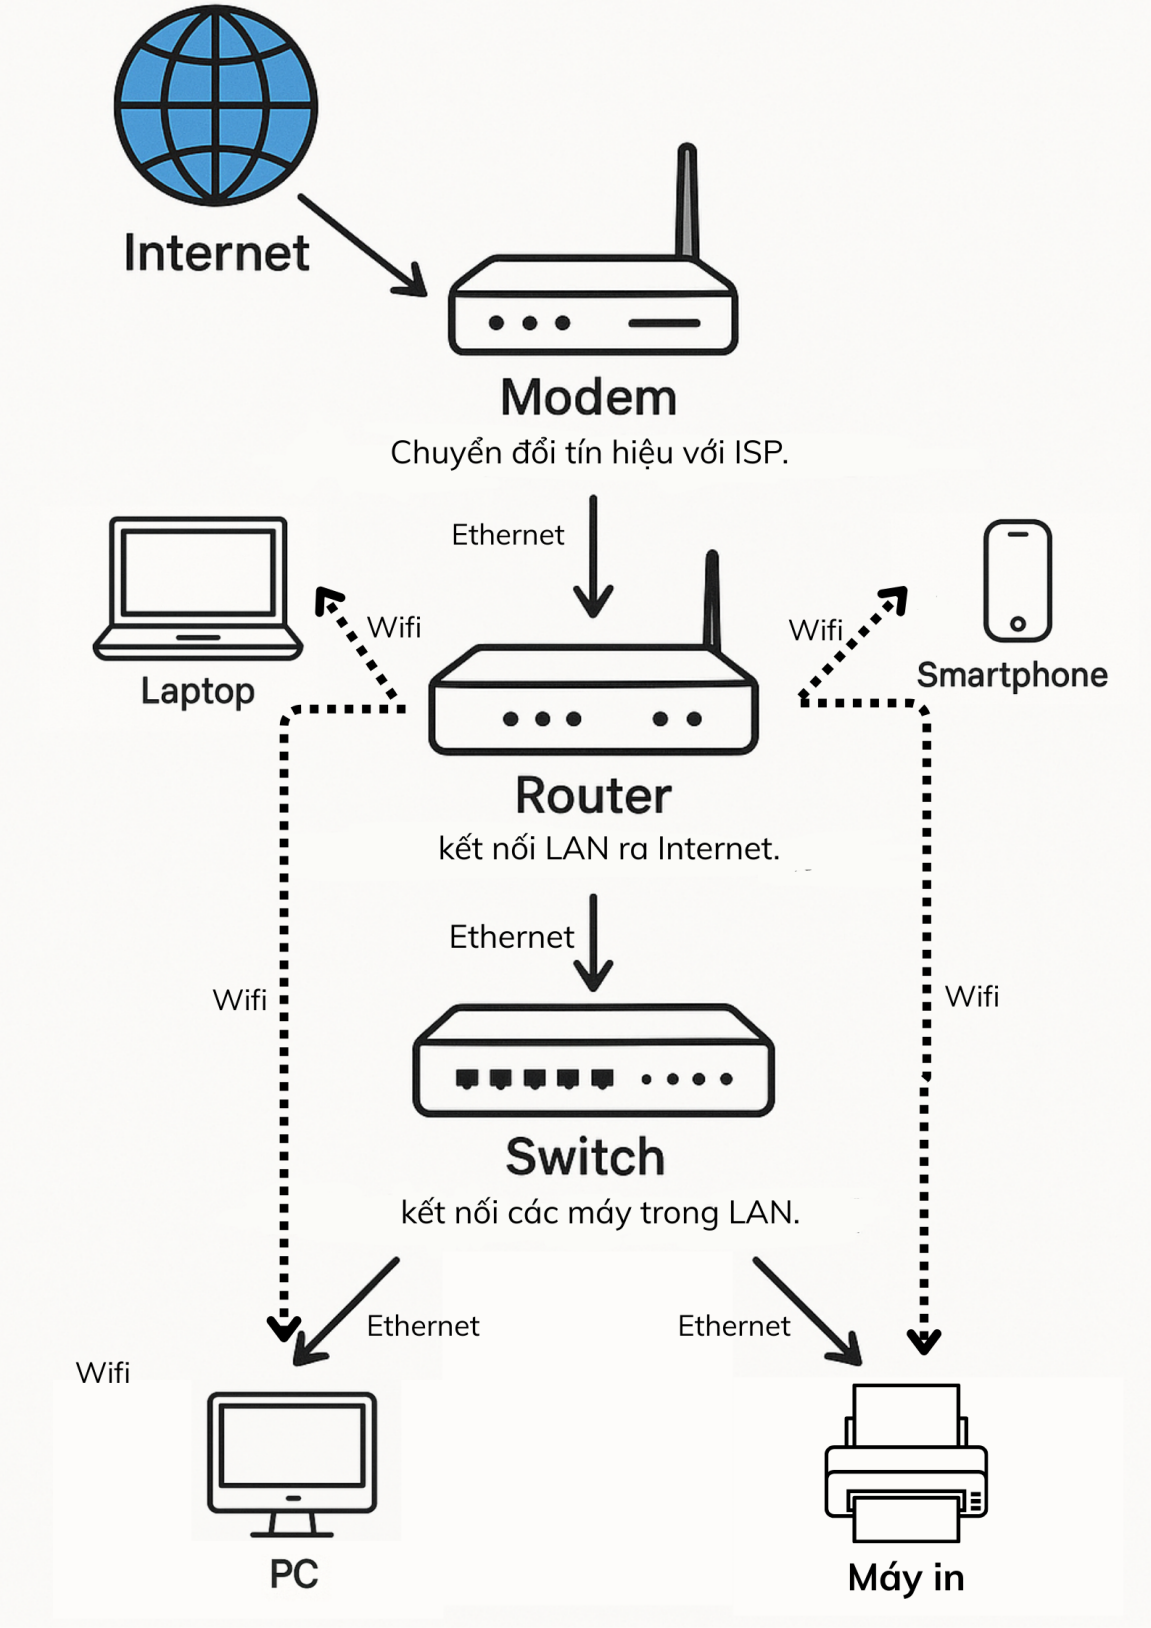 Internet
Modem
Chuyển đổi tín hiệu với ISP.
Ethernet
Wifi
Wifi
Laptop
Smartphone
Router
kết nối LAN ra Internet.
Ethernet
Wifi
Wifi
Switch
kết nối các máy trong LAN.
Ethernet
Ethernet
Wifi
PC
Máy in